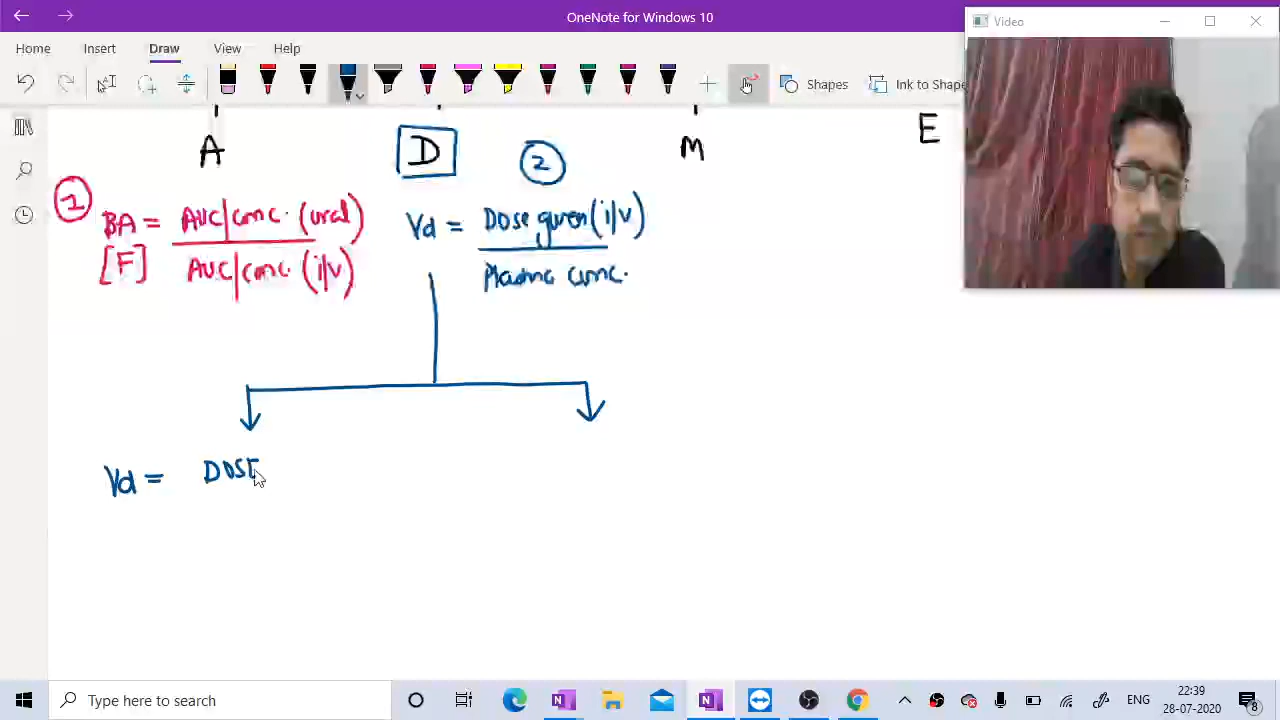 OneNote for Windows 10
Video
Home Insert Draw View Help
Shapes Ink to Shape
A D M E
2
1
BA = AUC/conc. (oral)
[F] AUC/conc. (i/v)
Vd = Dose given (i/v)
Plasma conc.
Vd = DOSE
Type here to search
ENG
22:39
28-07-2020
8